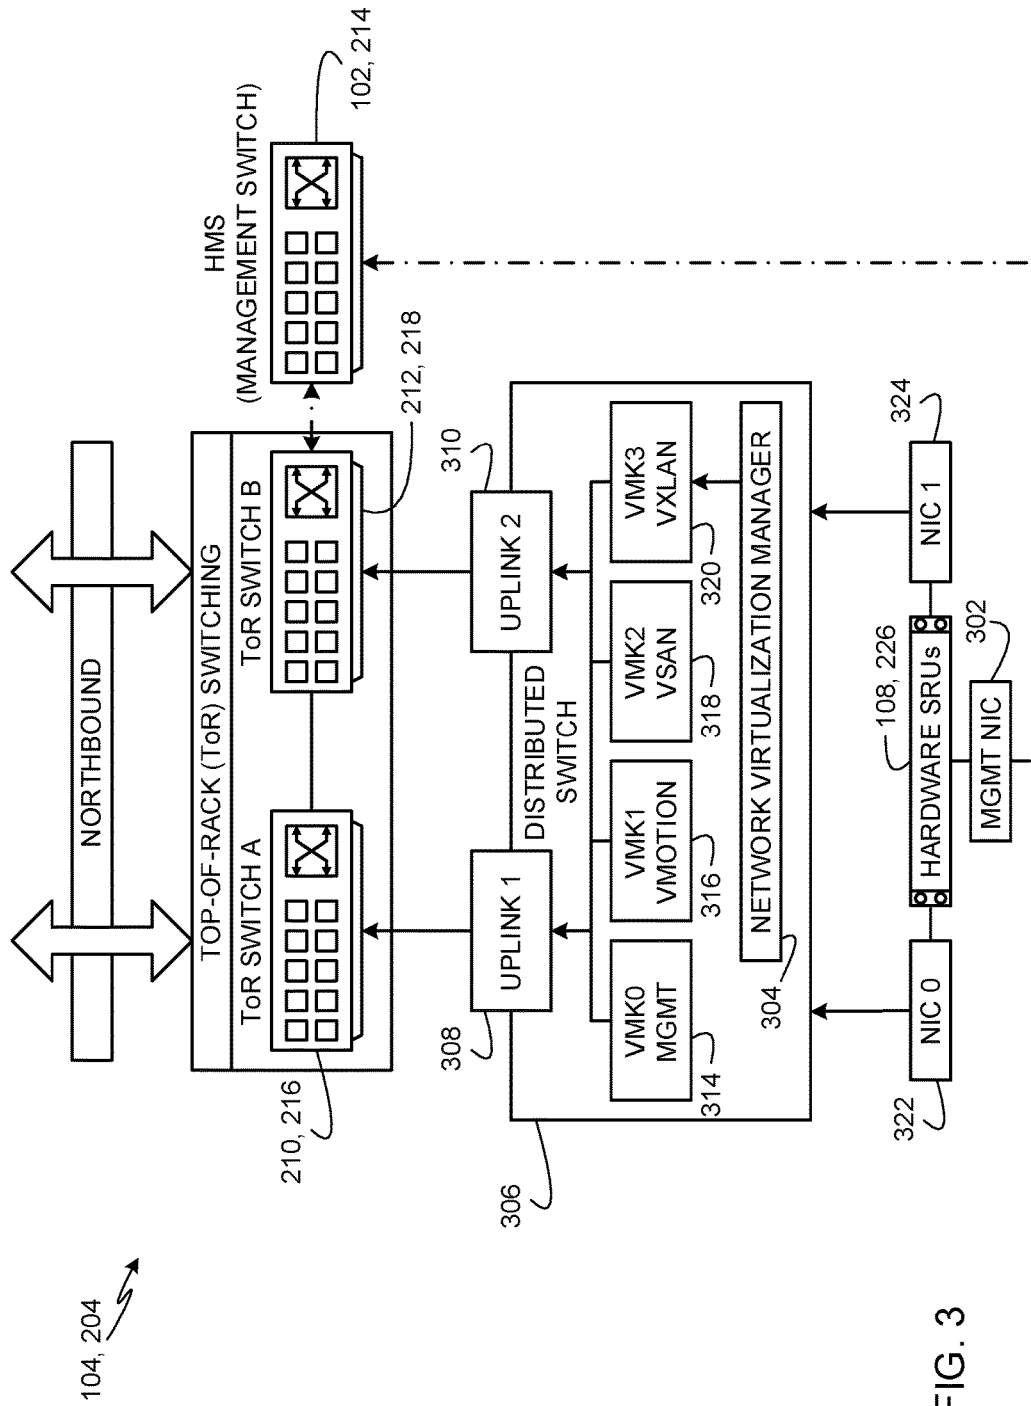 104, 204
NORTHBOUND
TOP-OF-RACK (ToR) SWITCHING
ToR SWITCH A
ToR SWITCH B
HMS
(MANAGEMENT SWITCH)
210, 216
212, 218
102, 214
308
UPLINK 1
UPLINK 2
310
306
DISTRIBUTED
SWITCH
VMK0
MGMT
314
VMK1
VMOTION
316
VMK2
VSAN
318
VMK3
VXLAN
320
304
NETWORK VIRTUALIZATION MANAGER
322
NIC 0
108, 226
HARDWARE SRUs
NIC 1
324
MGMT NIC
302
FIG. 3